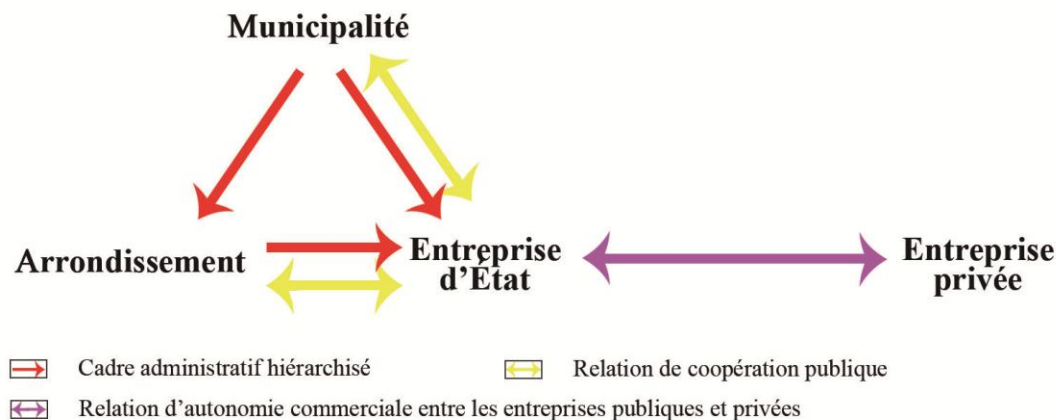 Municipalité
Arrondissement
Entreprise
d’État
Entreprise
privée
Cadre administratif hiérarchisé
Relation de coopération publique
Relation d’autonomie commerciale entre les entreprises publiques et privées